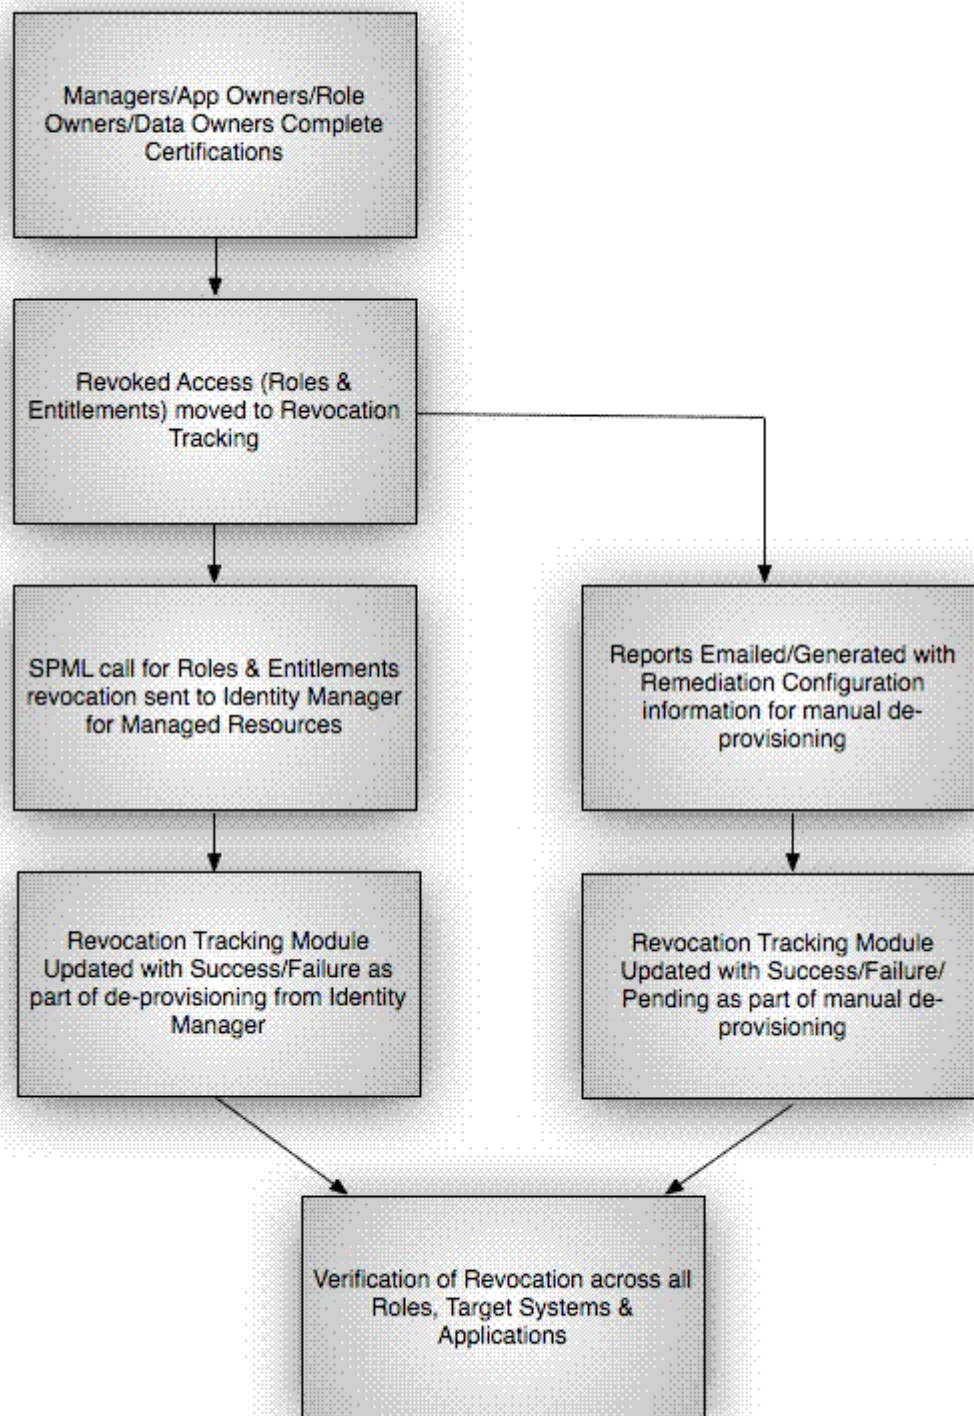 Managers/App Owners/Role
Owners/Data Owners Complete
Certifications
Revoked Access (Roles &
Entitlements) moved to Revocation
Tracking
SPML call for Roles & Entitlements
revocation sent to Identity Manager
for Managed Resources
Reports Emailed/Generated with
Remediation Configuration
information for manual de-
provisioning
Revocation Tracking Module
Updated with Success/Failure as
part of de-provisioning from Identity
Manager
Revocation Tracking Module
Updated with Success/Failure/
Pending as part of manual de-
provisioning
Verification of Revocation across all
Roles, Target Systems &
Applications